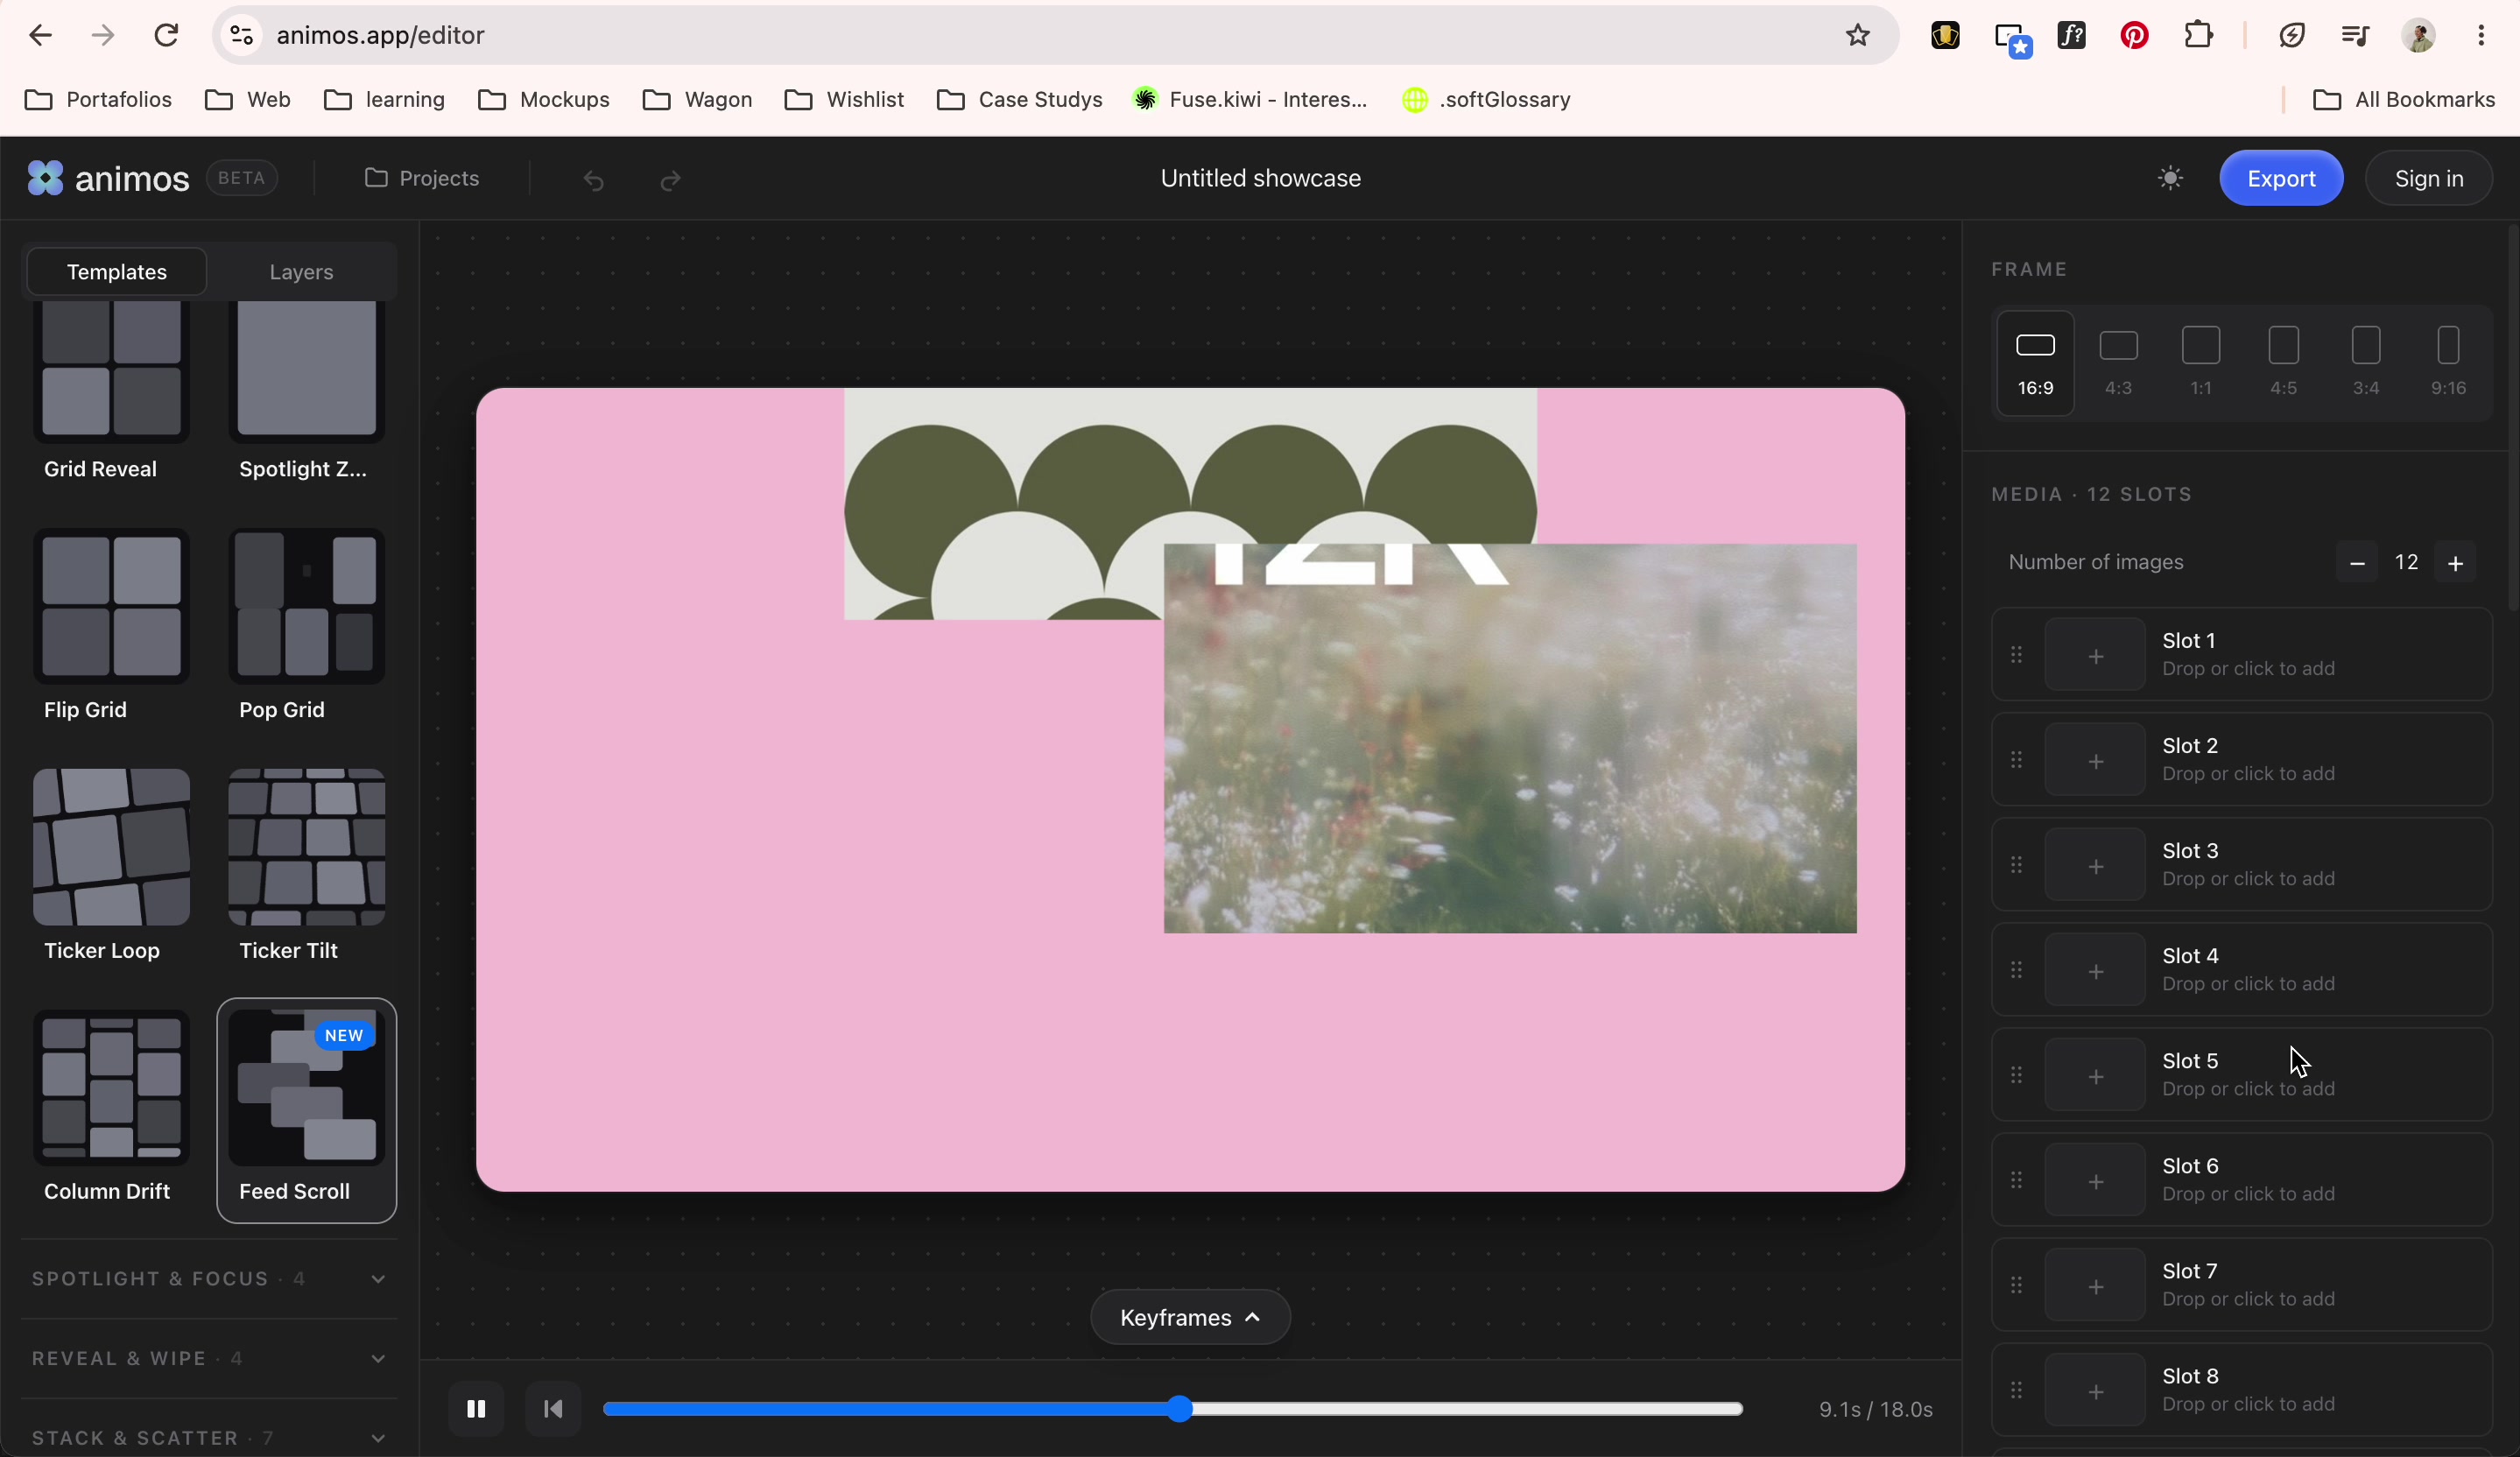 animos.app/editor
Portafolios
Web
learning
Mockups
Wagon
Wishlist
Case Studys
Fuse.kiwi - Interes...
.softGlossary
All Bookmarks
animos
BETA
Projects
Untitled showcase
Export
Sign in
Templates
Layers
Grid Reveal
Spotlight Z...
Flip Grid
Pop Grid
Ticker Loop
Ticker Tilt
Column Drift
NEW
Feed Scroll
SPOTLIGHT & FOCUS · 4
REVEAL & WIPE · 4
STACK & SCATTER · 7
Keyframes
9.1s / 18.0s
FRAME
16:9
4:3
1:1
4:5
3:4
9:16
MEDIA · 12 SLOTS
Number of images
− 12 +
Slot 1
Drop or click to add
Slot 2
Drop or click to add
Slot 3
Drop or click to add
Slot 4
Drop or click to add
Slot 5
Drop or click to add
Slot 6
Drop or click to add
Slot 7
Drop or click to add
Slot 8
Drop or click to add